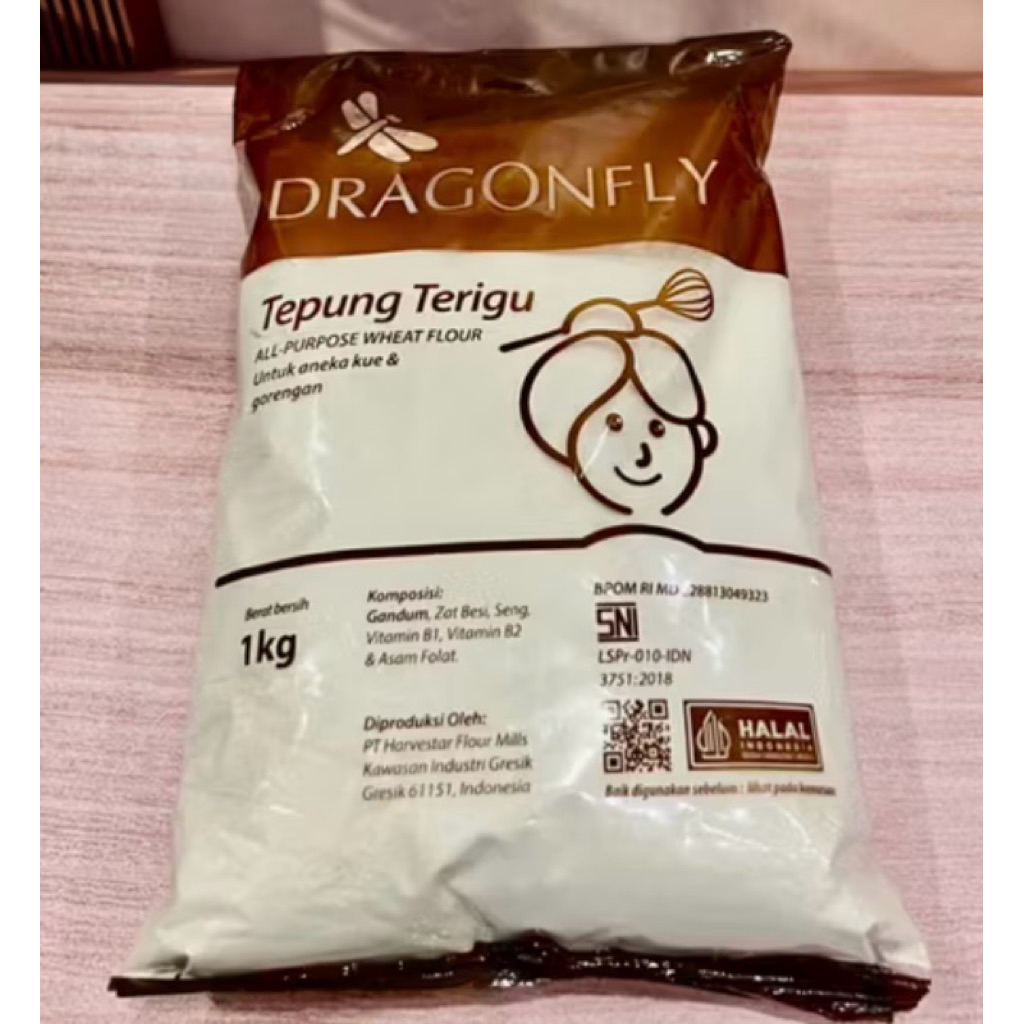 DRAGONFLY
Tepung Terigu
ALL-PURPOSE WHEAT FLOUR
Untuk aneka kue &
gorengan
Berat bersih
1kg
Komposisi:
Gandum, Zat Besi, Seng,
Vitamin B1, Vitamin B2
& Asam Folat.
Diproduksi Oleh:
PT Harvestar Flour Mills
Kawasan Industri Gresik
Gresik 61151, Indonesia
BPOM RI MD
SNI
LSPr-010-IDN
3751:2018
HALAL
INDONESIA
Baik digunakan sebelum : lihat pada kemasan